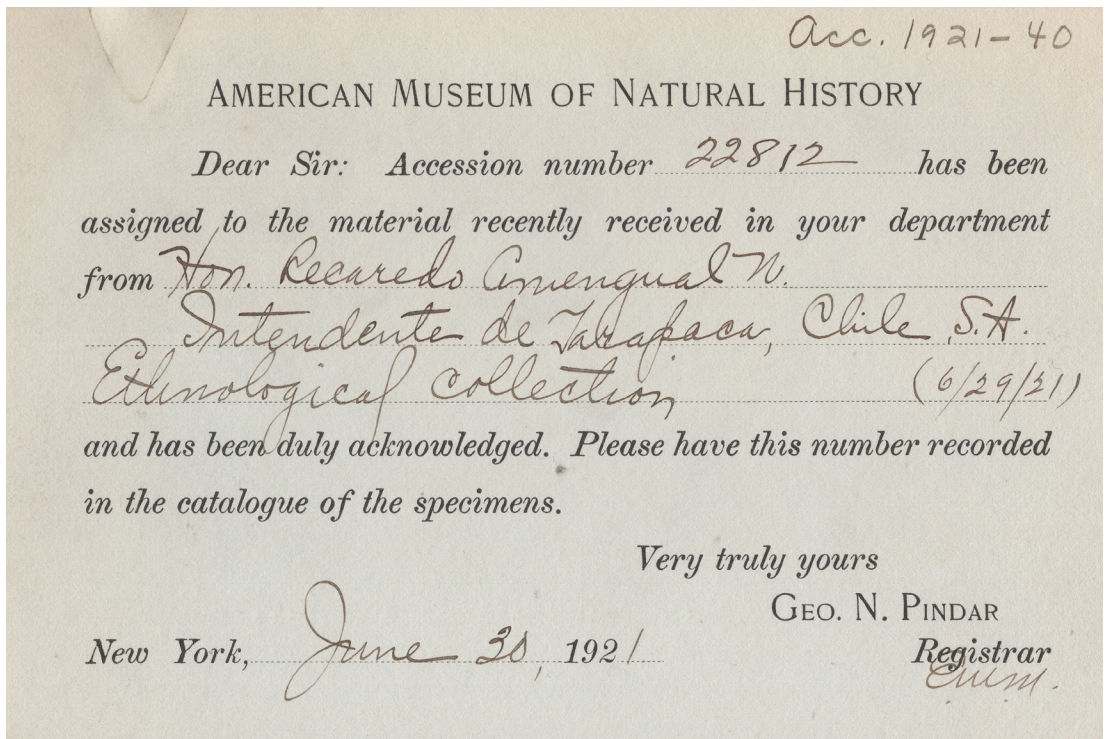 Acc. 1921-40
AMERICAN MUSEUM OF NATURAL HISTORY
Dear Sir: Accession number 22812 has been
assigned to the material recently received in your department
from Hon. Recaredo Amengual N.
Intendente de Tarapaca, Chile, S.A.
Ethnological collection (6/29/21)
and has been duly acknowledged. Please have this number recorded
in the catalogue of the specimens.
Very truly yours
GEO. N. PINDAR
New York, June 30, 1921 Registrar